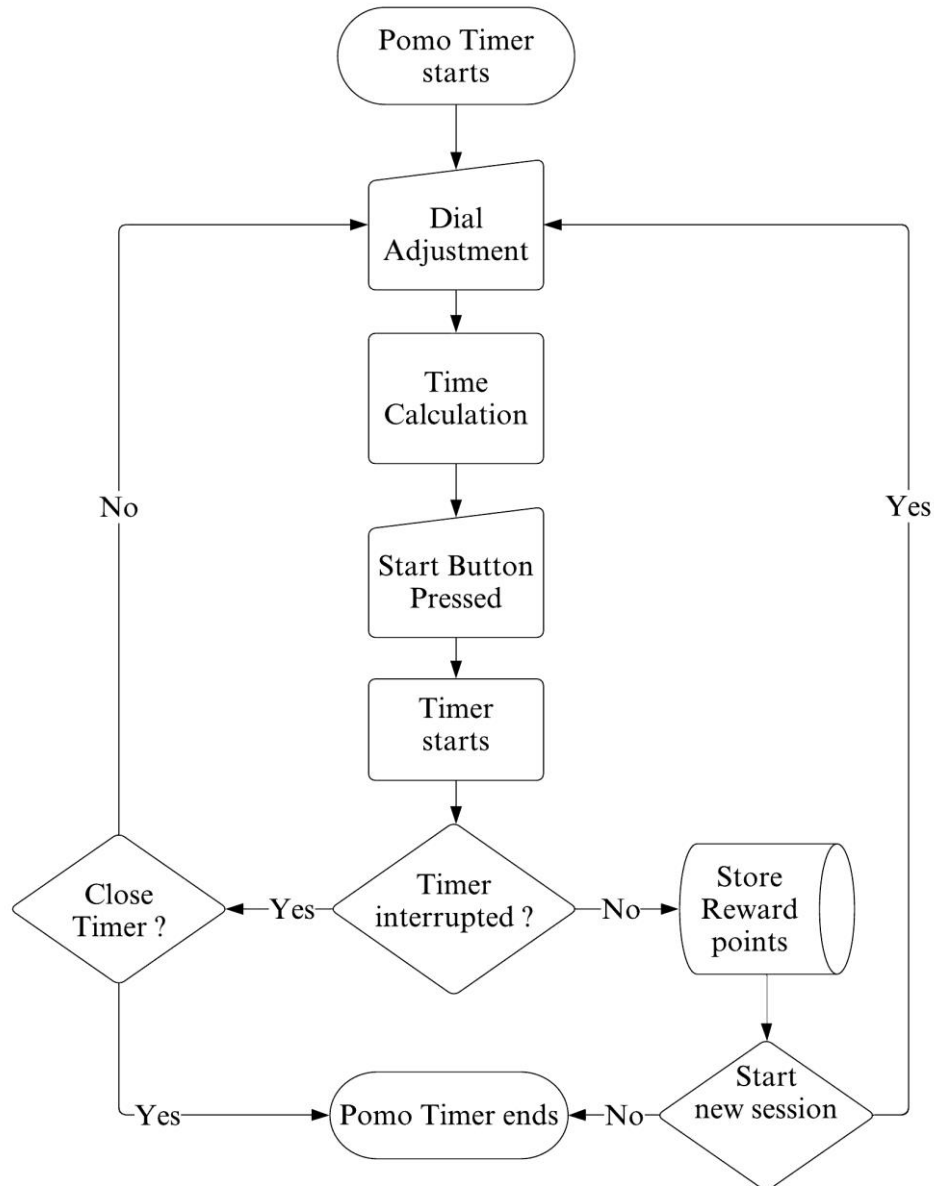 Pomo Timer
starts
Dial
Adjustment
Time
Calculation
No
Yes
Start Button
Pressed
Timer
starts
Close
Timer ?
Yes
Timer
interrupted ?
No
Store
Reward
points
Start
new session
Yes
Pomo Timer ends
No